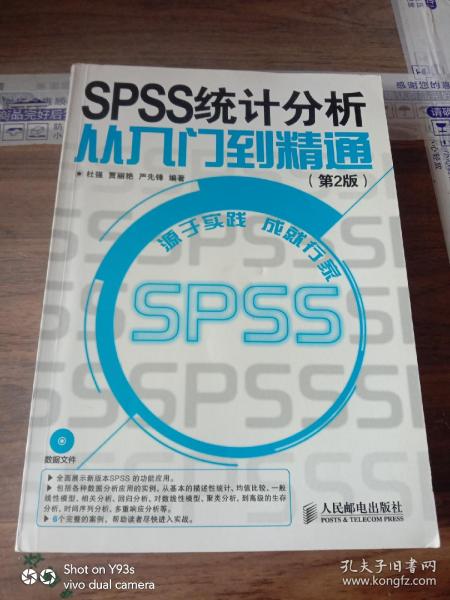 SPSS统计分析
从入门到精通
（第2版）
杜强 贾丽艳 严先锋 编著
源于实践 成就行家
SPSS
数据文件
▶ 全面展示新版本SPSS 的功能应用。
▶ 包括各种数据分析应用的实例，从基本的描述性统计、均值比较、一般
线性模型、相关分析、回归分析、对数线性模型、聚类分析，到高级的生存
分析、时间序列分析、多重响应分析等。
▶ 6个完整的案例，帮助读者尽快进入实战。
人民邮电出版社
POSTS & TELECOM PRESS
Shot on Y93s
vivo dual camera
孔夫子旧书网
www.kongfz.com